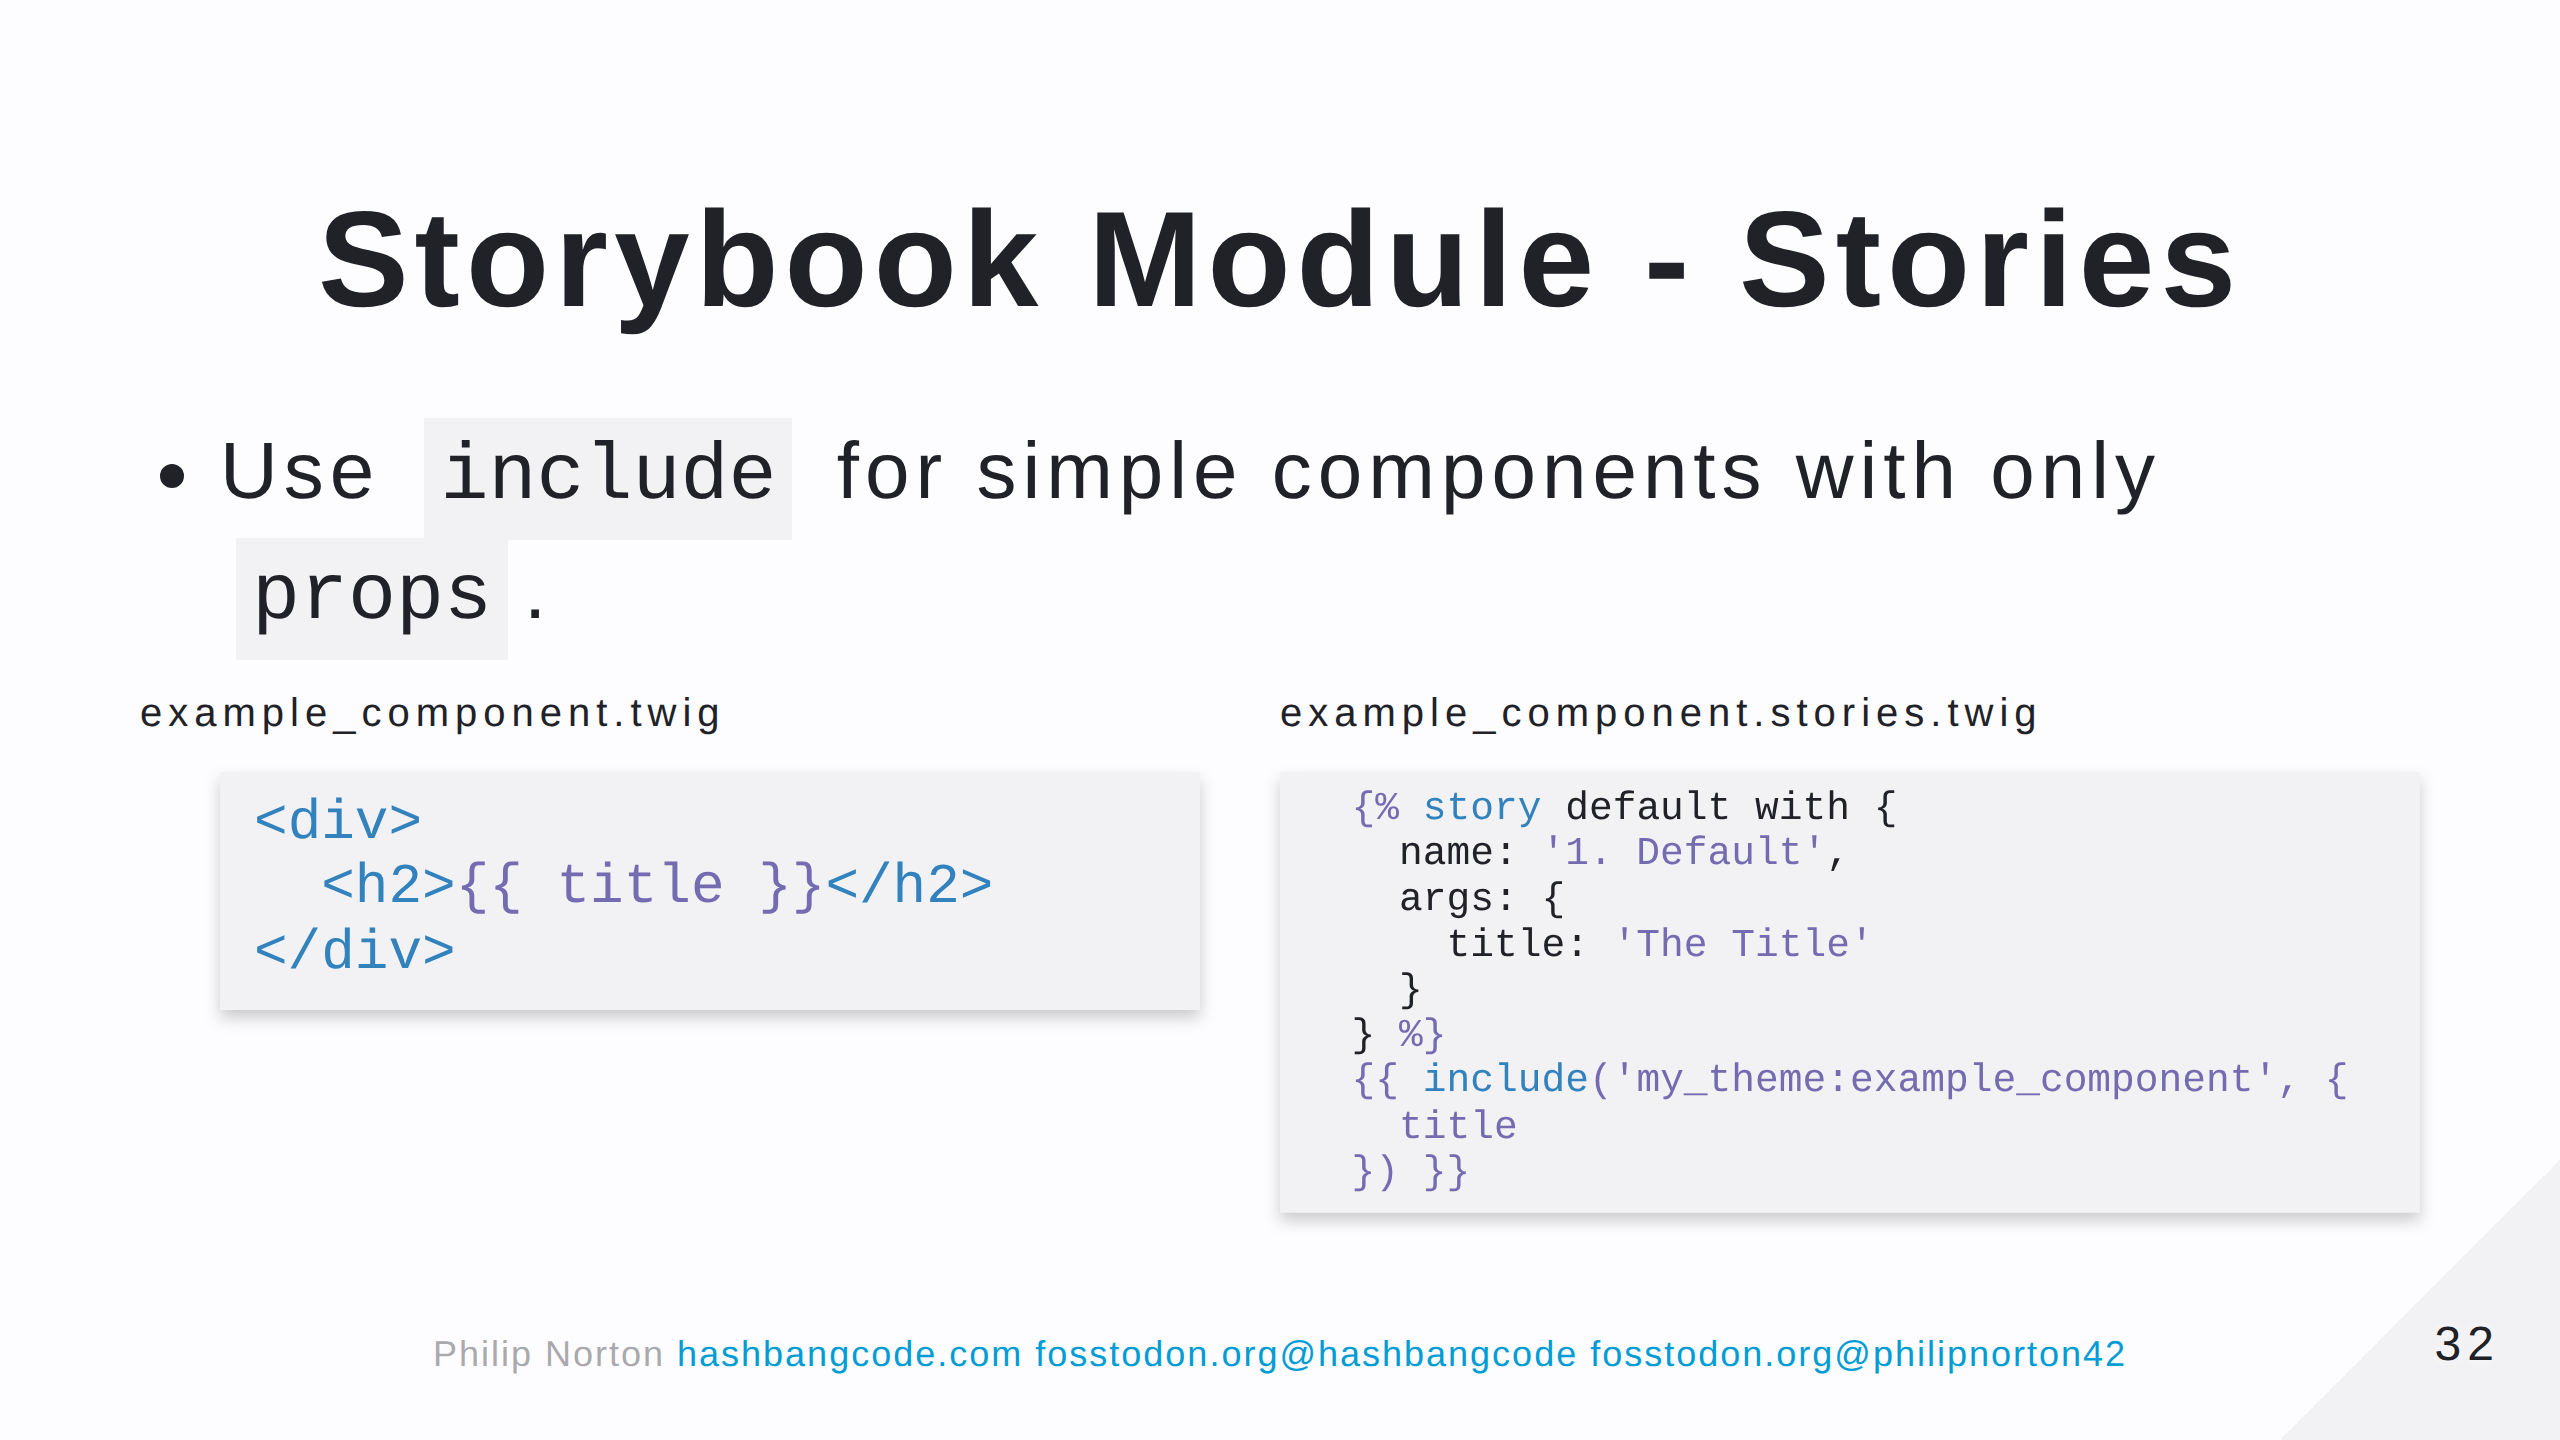 Storybook Module - Stories
• Use include for simple components with only
props.
example_component.twig
<div>
  <h2>{{ title }}</h2>
</div>
example_component.stories.twig
{% story default with {
  name: '1. Default',
  args: {
    title: 'The Title'
  }
} %}
{{ include('my_theme:example_component', {
  title
}) }}
Philip Norton hashbangcode.com fosstodon.org@hashbangcode fosstodon.org@philipnorton42
32